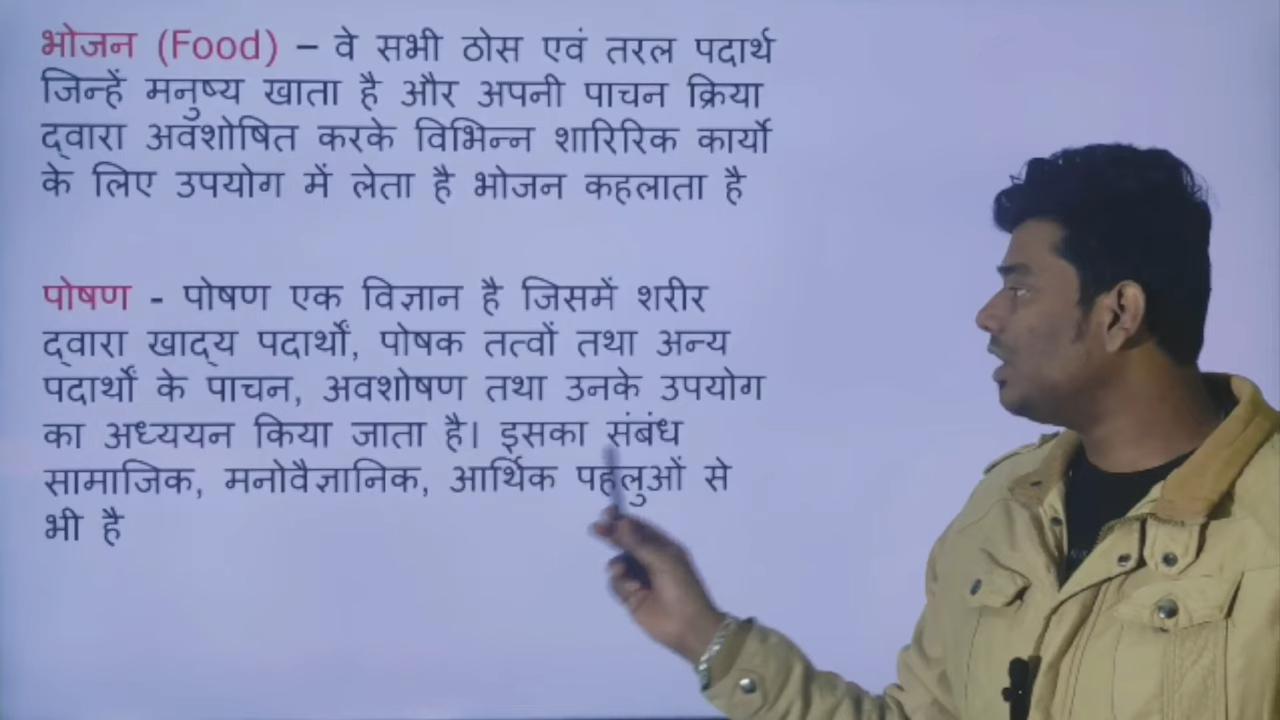 भोजन (Food) – वे सभी ठोस एवं तरल पदार्थ
जिन्हें मनुष्य खाता है और अपनी पाचन क्रिया
द्वारा अवशोषित करके विभिन्न शारिरिक कार्यो
के लिए उपयोग में लेता है भोजन कहलाता है
पोषण - पोषण एक विज्ञान है जिसमें शरीर
द्वारा खाद्य पदार्थों, पोषक तत्वों तथा अन्य
पदार्थों के पाचन, अवशोषण तथा उनके उपयोग
का अध्ययन किया जाता है। इसका संबंध
सामाजिक, मनोवैज्ञानिक, आर्थिक पहलुओं से
भी है